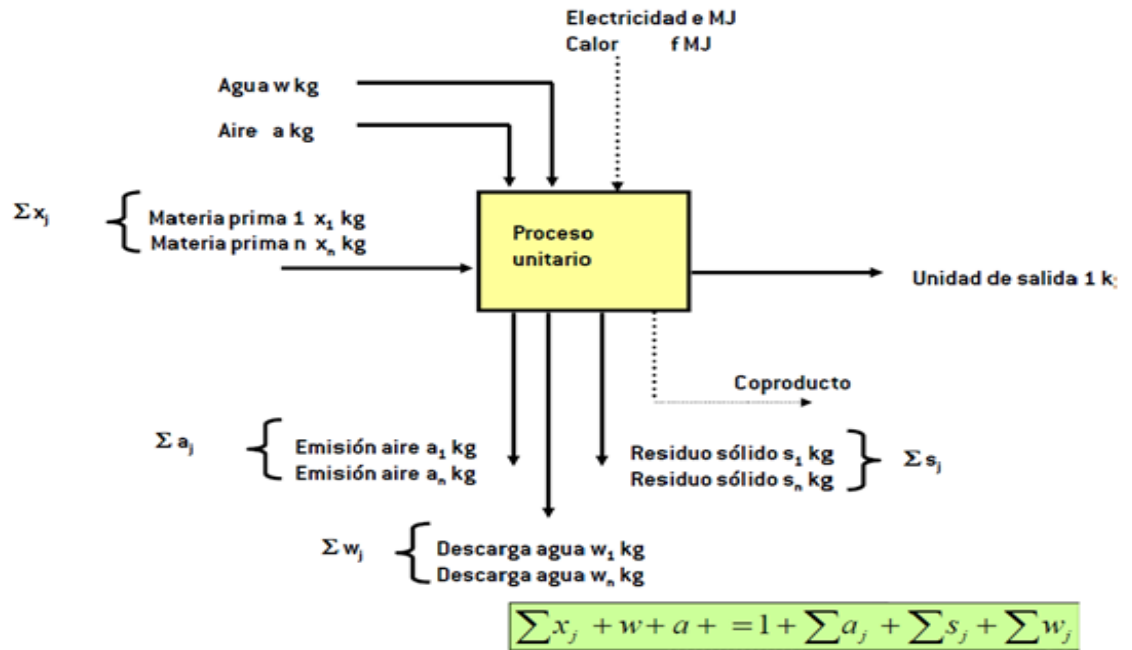 Electricidad e MJ
Calor f MJ
Agua w kg
Aire a kg
Σ xj
Materia prima 1 x1 kg
Materia prima n xn kg
Proceso
unitario
Unidad de salida 1 k
Coproducto
Σ aj
Emisión aire a1 kg
Emisión aire an kg
Residuo sólido s1 kg
Residuo sólido sn kg
Σ sj
Σ wj
Descarga agua w1 kg
Descarga agua wn kg
∑xj + w + a + = 1 + ∑aj + ∑sj + ∑wj